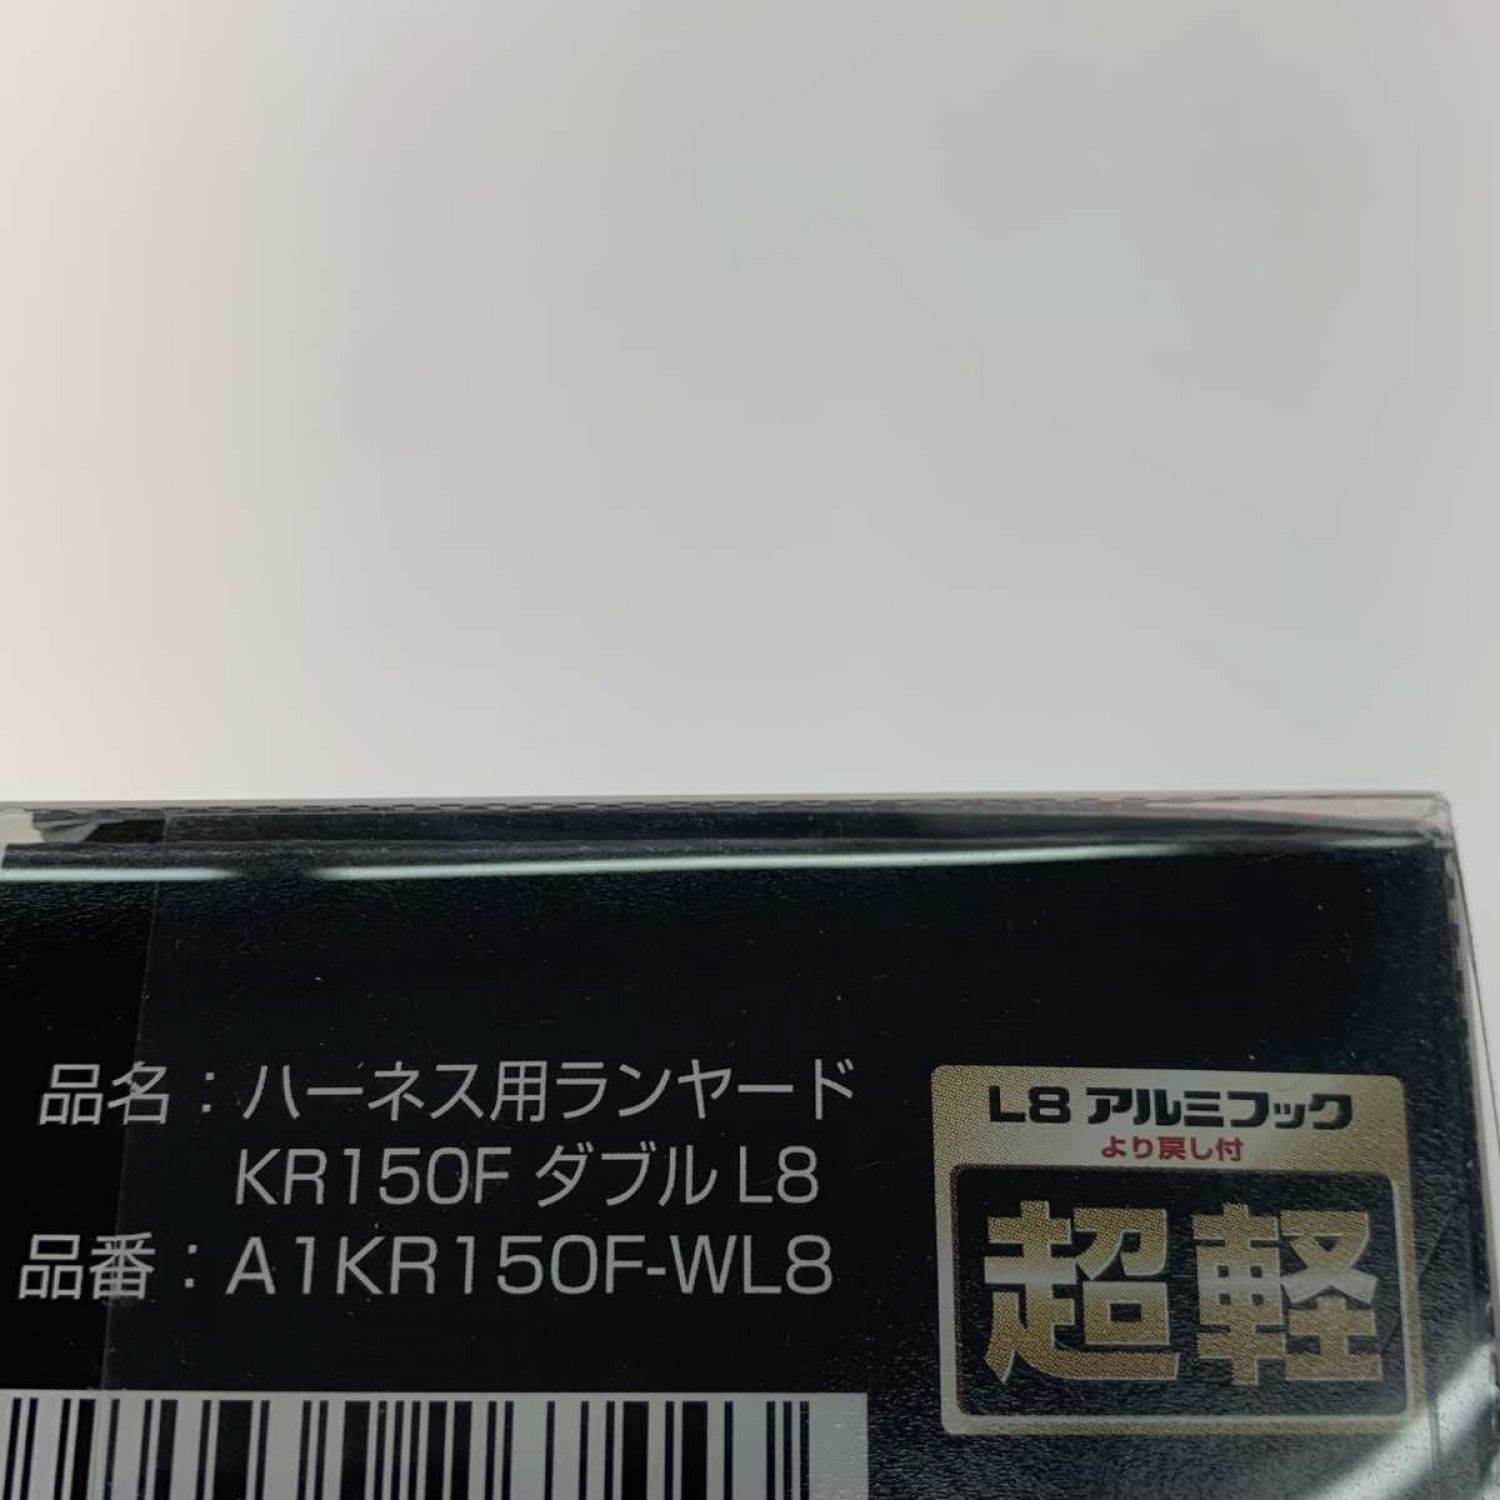 品名：ハーネス用ランヤード
KR150F ダブル L8
品番：A1KR150F-WL8
L8 アルミフック
より戻し付
超軽